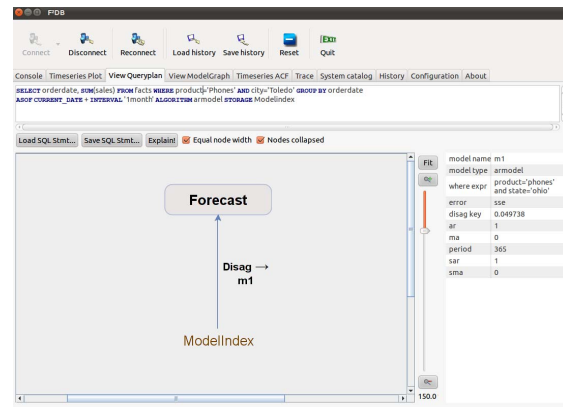 F²DB
Connect Disconnect Reconnect Load history Save history Reset Quit
EXIT
Console Timeseries Plot View Queryplan View ModelGraph Timeseries ACF Trace System catalog History Configuration About
SELECT orderdate, SUM(sales) FROM facts WHERE product='Phones' AND city='Toledo' GROUP BY orderdate
ASOF CURRENT_DATE + INTERVAL '1month' ALGORITHM armodel STORAGE Modelindex
Load SQL Stmt... Save SQL Stmt... Explain! Equal node width Nodes collapsed
Forecast
Disag →
m1
ModelIndex
Fit
150.0
model name m1
model type armodel
where expr product='phones'
and state='ohio'
error sse
disag key 0.049738
ar 1
ma 0
period 365
sar 1
sma 0